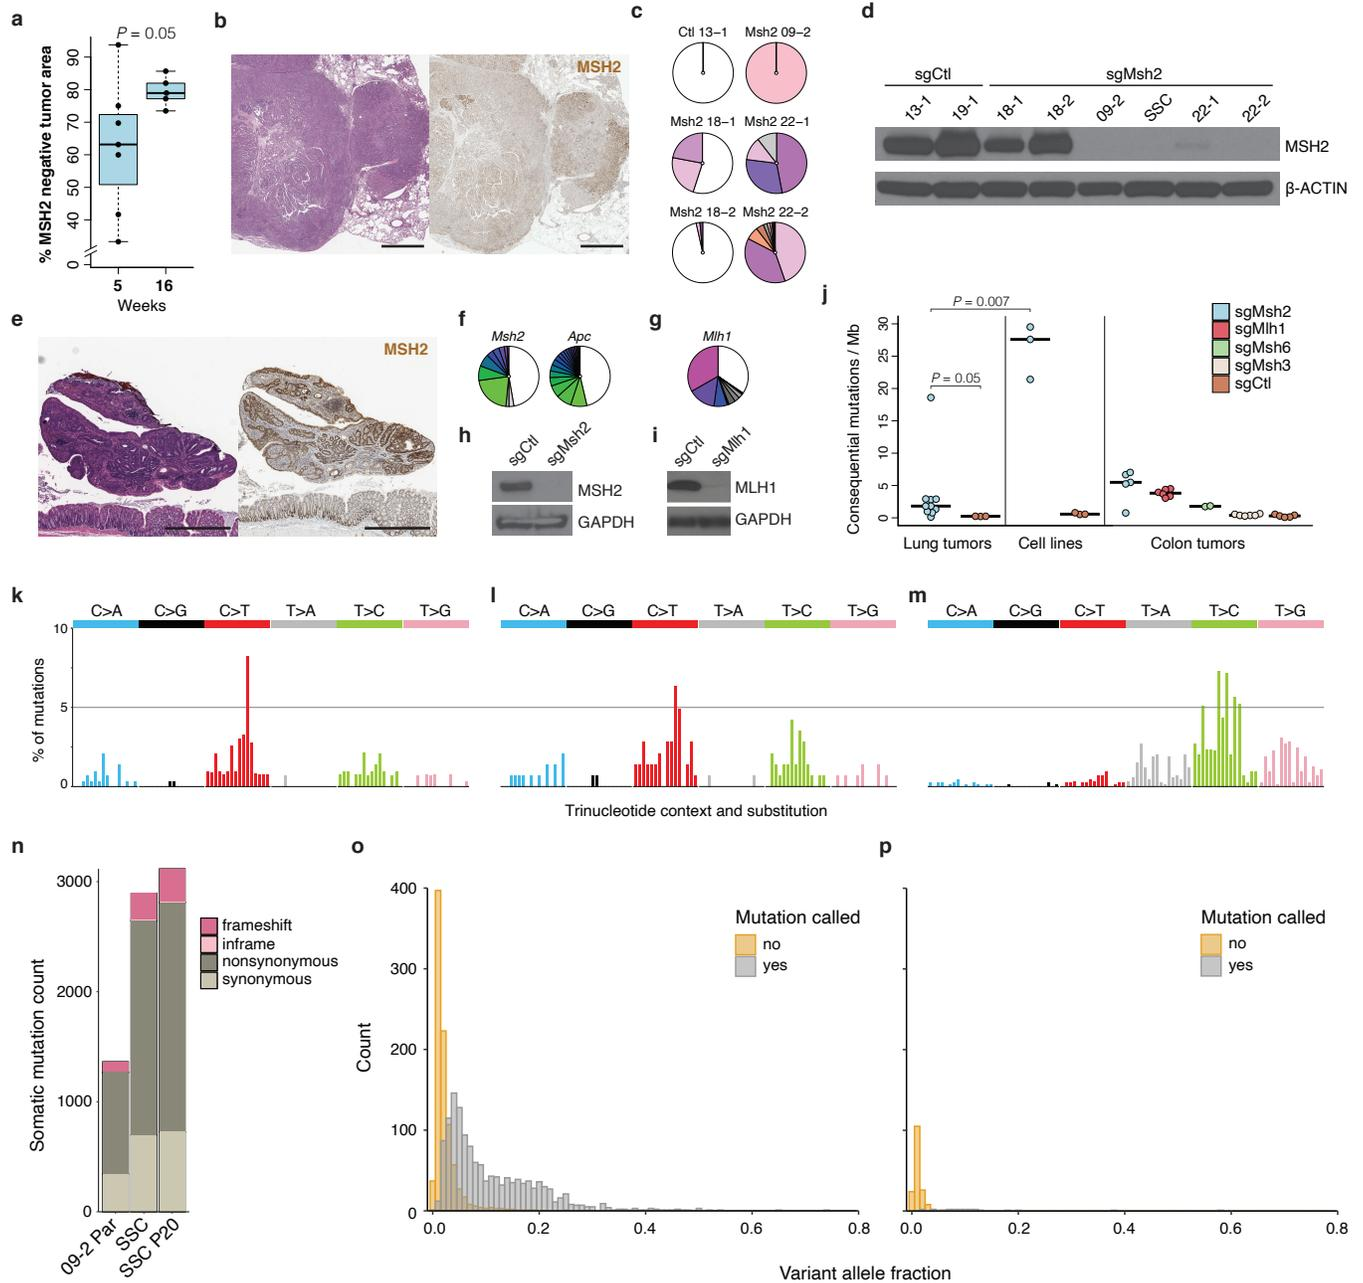 a
P = 0.05
% MSH2 negative tumor area
90
80
70
60
50
40
0
5
16
Weeks
b
MSH2
c
Ctl 13–1
Msh2 09–2
Msh2 18–1
Msh2 22–1
Msh2 18–2
Msh2 22–2
d
sgCtl
sgMsh2
13-1
19-1
18-1
18-2
09-2
SSC
22-1
22-2
MSH2
β-ACTIN
e
MSH2
f
Msh2
Apc
g
Mlh1
h
sgCtl
sgMsh2
MSH2
GAPDH
i
sgCtl
sgMlh1
MLH1
GAPDH
j
Consequential mutations / Mb
30
25
20
15
10
5
0
P = 0.007
P = 0.05
Lung tumors
Cell lines
Colon tumors
sgMsh2
sgMlh1
sgMsh6
sgMsh3
sgCtl
k
C>A
C>G
C>T
T>A
T>C
T>G
% of mutations
10
5
0
l
C>A
C>G
C>T
T>A
T>C
T>G
m
C>A
C>G
C>T
T>A
T>C
T>G
Trinucleotide context and substitution
n
Somatic mutation count
3000
2000
1000
0
09-2 Par
SSC
SSC P20
frameshift
inframe
nonsynonymous
synonymous
o
Count
400
300
200
100
0
0.0
0.2
0.4
0.6
0.8
Mutation called
no
yes
p
0.0
0.2
0.4
0.6
0.8
Mutation called
no
yes
Variant allele fraction